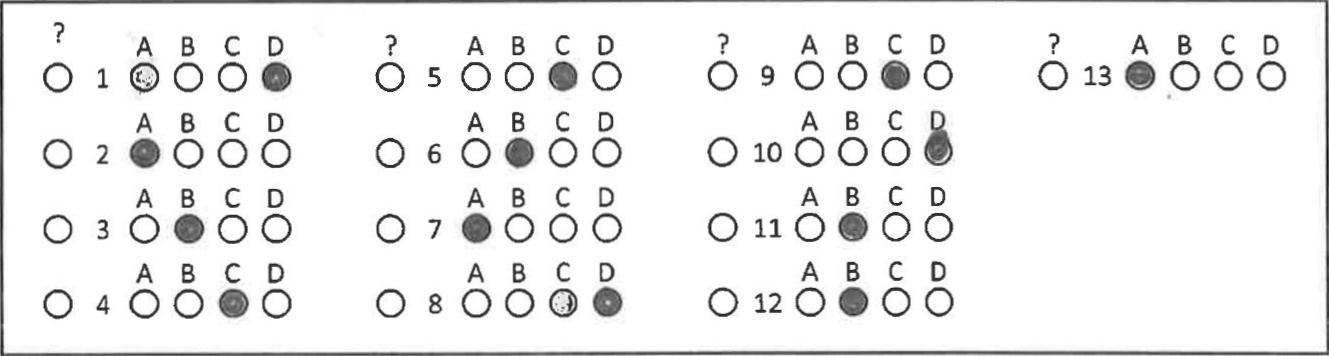 ? A B C D ? A B C D ? A B C D ? A B C D
1 5 9 13
A B C D A B C D A B C D
2 6 10
A B C D A B C D A B C D
3 7 11
A B C D A B C D A B C D
4 8 12